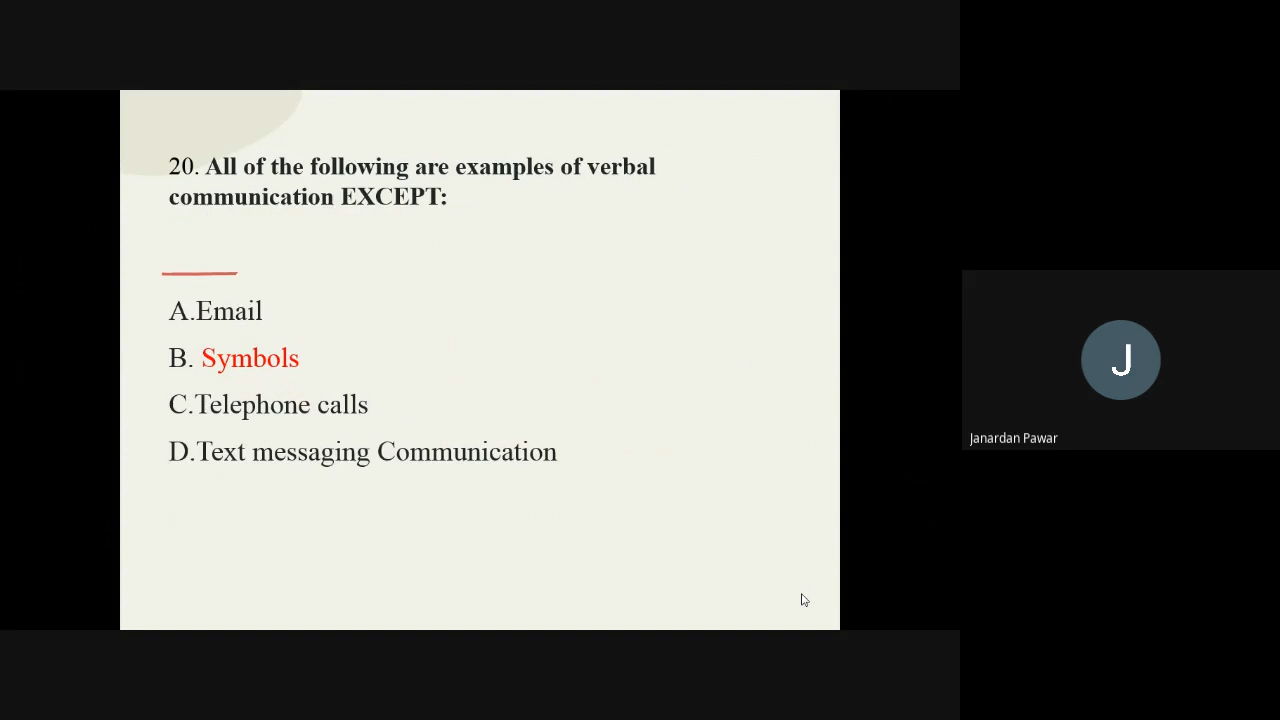 20. All of the following are examples of verbal
communication EXCEPT:
A.Email
B. Symbols
C.Telephone calls
D.Text messaging Communication
J
Janardan Pawar